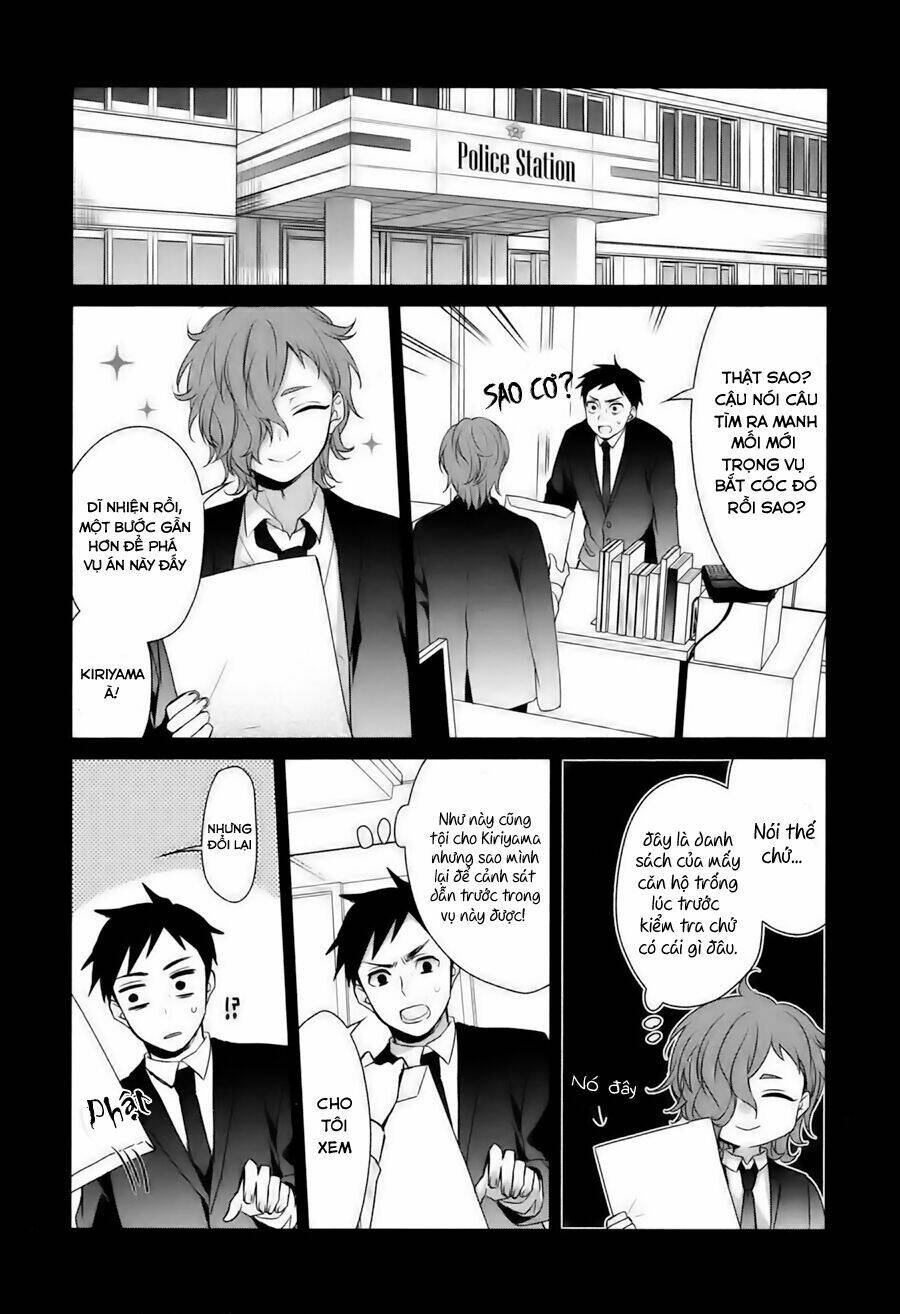 Police Station
THẬT SAO?
CẬU NÓI CÂU
TÌM RA MANH
MỐI MỚI
TRỌNG VỤ
BẮT CÓC ĐÓ
RỒI SAO?
SAO CƠ?
DĨ NHIỆN RỒI,
MỘT BƯỚC GẦN
HƠN ĐỂ PHÁ
VỤ ÁN NÀY ĐẤY
KIRIYAMA
À!
Nói thế
chứ...
đây là danh
sách của mấy
căn hộ trống
lúc trước
kiểm tra chứ
có cái gì đâu.
Nó đây
Như này cũng
tội cho Kiriyama
nhưng sao mình
lại để cảnh sát
dẫn trước trong
vụ này được!
CHO
TÔI
XEM
NHƯNG
ĐỔI LẠI
!?
Phật